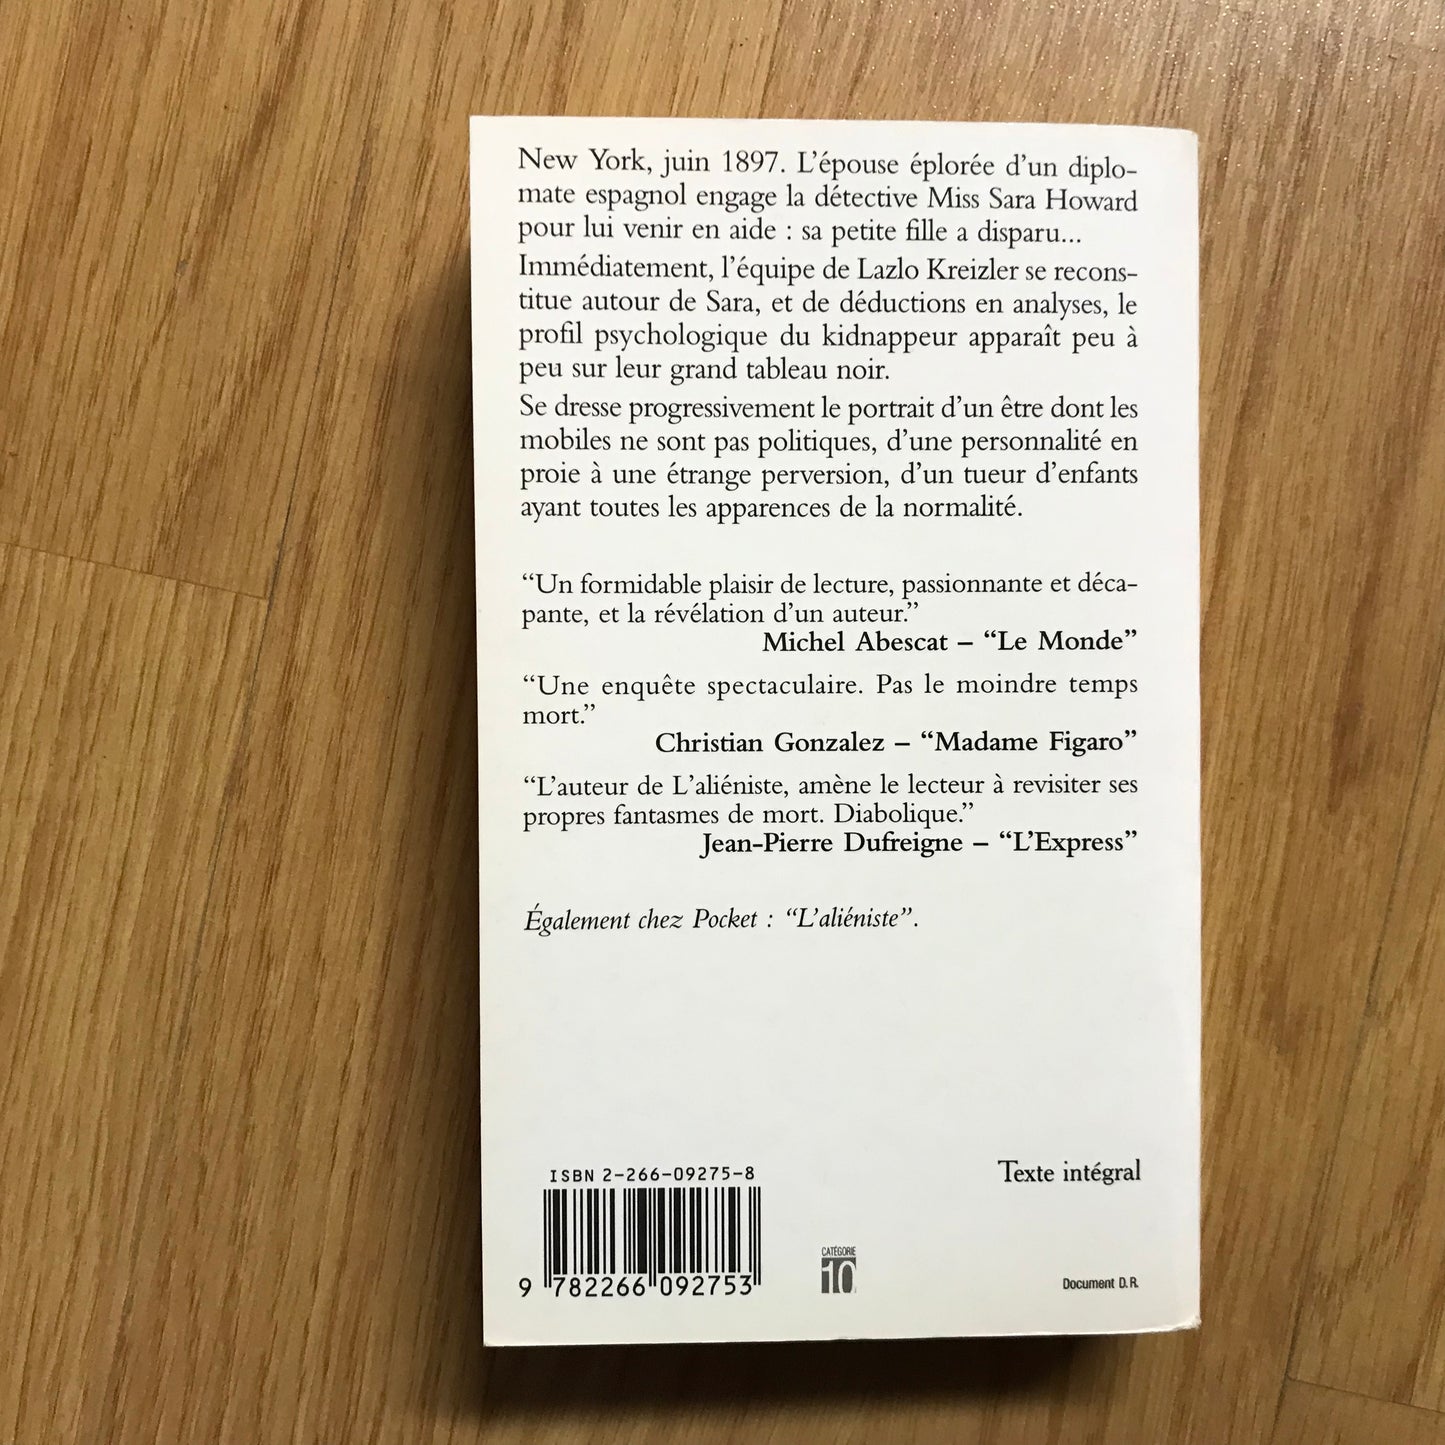 New York, juin 1897. L'épouse éplorée d'un diplo-
mate espagnol engage la détective Miss Sara Howard
pour lui venir en aide : sa petite fille a disparu...
Immédiatement, l'équipe de Lazlo Kreizler se recons-
titue autour de Sara, et de déductions en analyses, le
profil psychologique du kidnappeur apparaît peu à
peu sur leur grand tableau noir.
Se dresse progressivement le portrait d'un être dont les
mobiles ne sont pas politiques, d'une personnalité en
proie à une étrange perversion, d'un tueur d'enfants
ayant toutes les apparences de la normalité.
“Un formidable plaisir de lecture, passionnante et déca-
pante, et la révélation d'un auteur.”
Michel Abescat – “Le Monde”
“Une enquête spectaculaire. Pas le moindre temps
mort.”
Christian Gonzalez – “Madame Figaro”
“L'auteur de L'aliéniste, amène le lecteur à revisiter ses
propres fantasmes de mort. Diabolique.”
Jean-Pierre Dufreigne – “L'Express”
Également chez Pocket : “L'aliéniste”.
ISBN 2-266-09275-8
9 782266 092753
CATÉGORIE
10
Texte intégral
Document D.R.